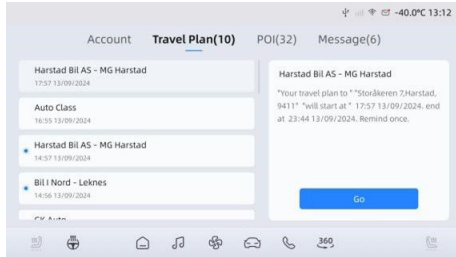 -40.0°C 13:12
Account Travel Plan(10) POI(32) Message(6)
Harstad Bil AS - MG Harstad
17:57 13/09/2024
Auto Class
16:55 13/09/2024
Harstad Bil AS - MG Harstad
14:57 13/09/2024
Bil I Nord - Leknes
14:56 13/09/2024
Harstad Bil AS - MG Harstad
"Your travel plan to " "Storåkeren 7,Harstad,
9411" "will start at " 17:57 13/09/2024. end
at 23:44 13/09/2024. Remind once.
Go
360